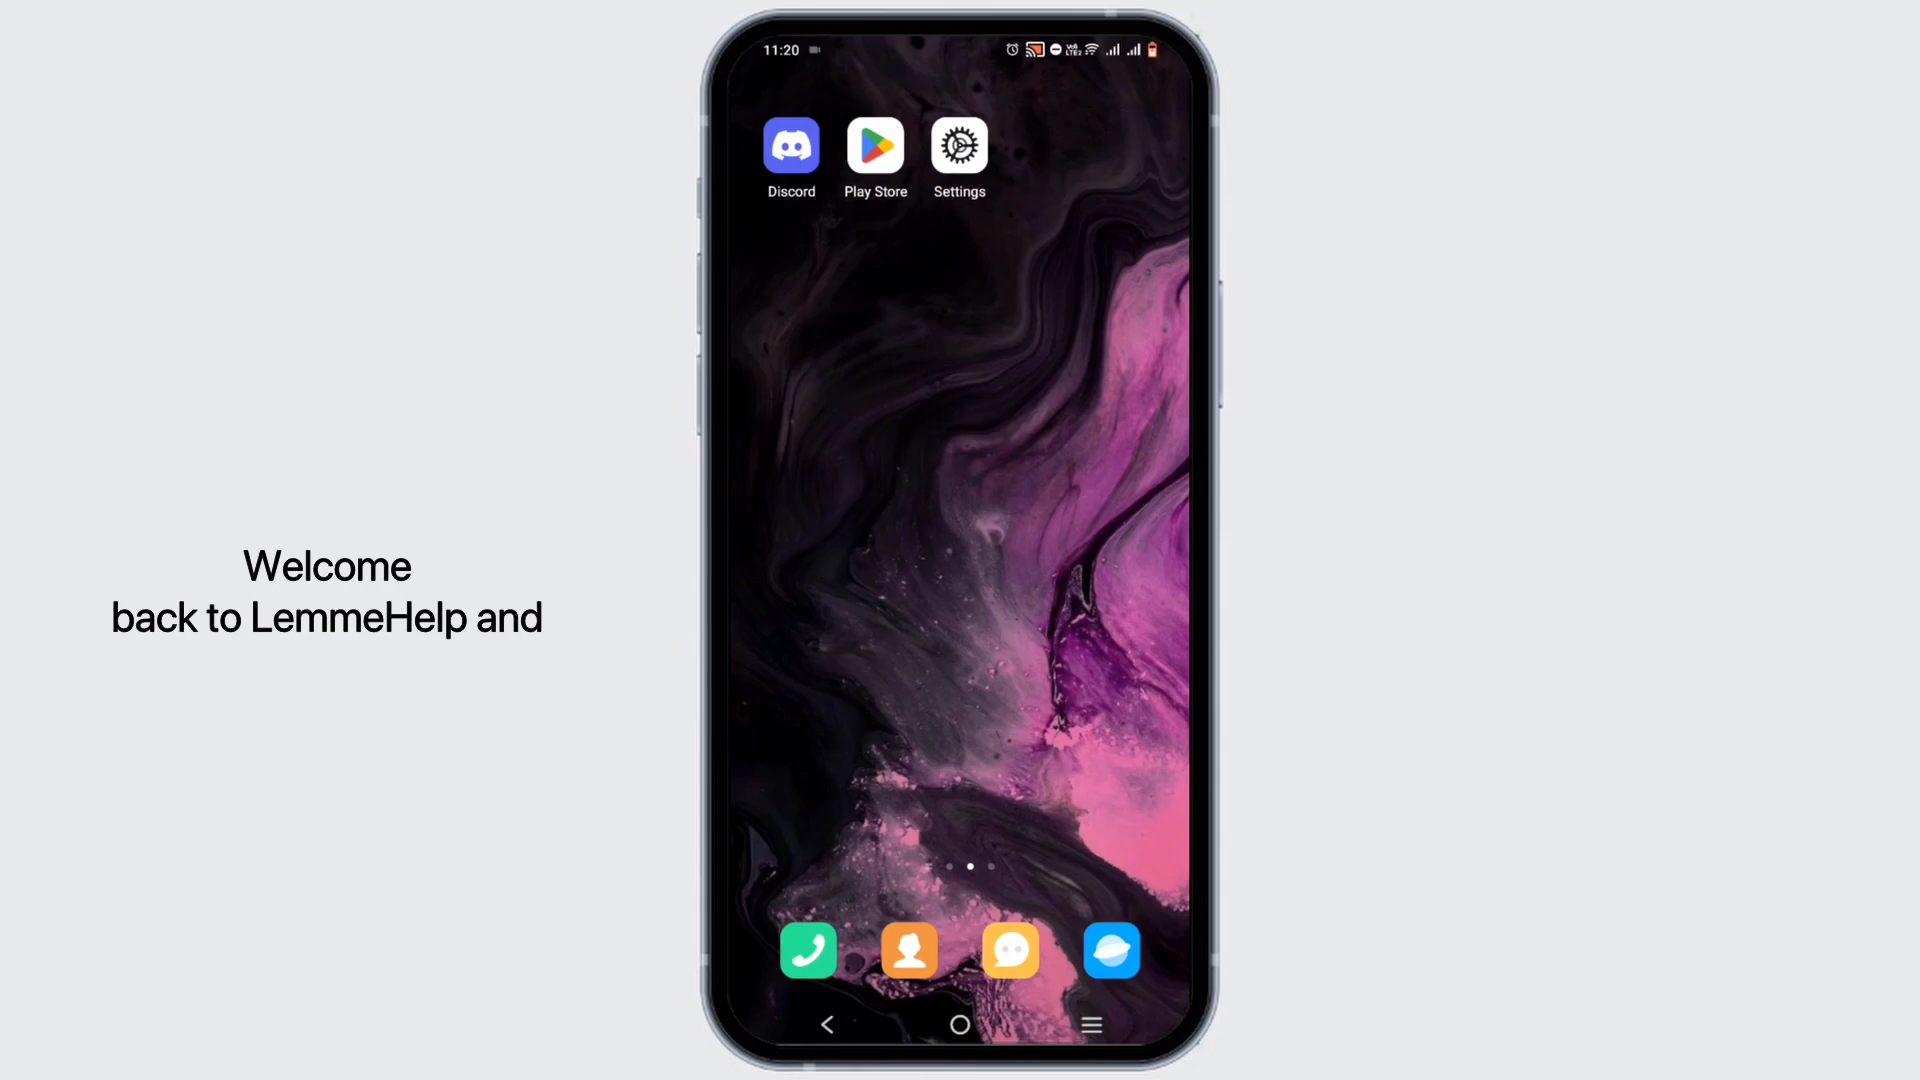 11:20
Discord
Play Store
Settings
Welcome
back to LemmeHelp and